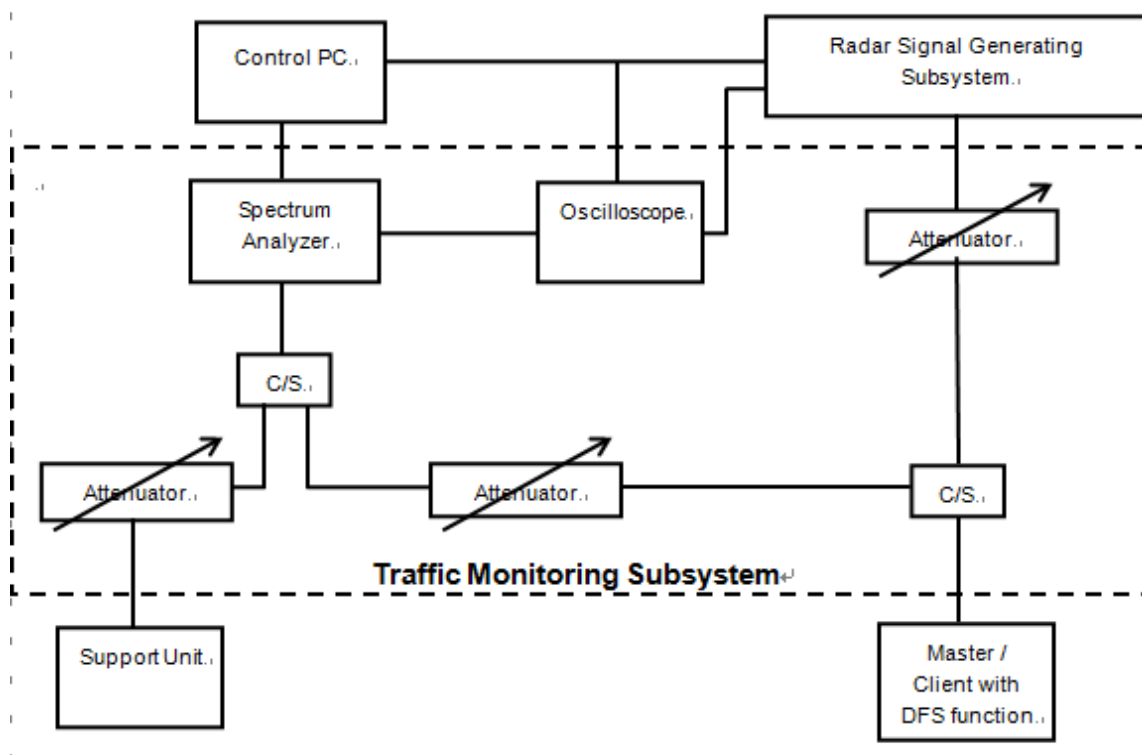 Control PC.
Radar Signal Generating
Subsystem.
Spectrum
Analyzer.
Oscilloscope.
Attenuator.
C/S.
Attenuator.
Attenuator.
C/S.
Traffic Monitoring Subsystem
Support Unit.
Master /
Client with
DFS function.